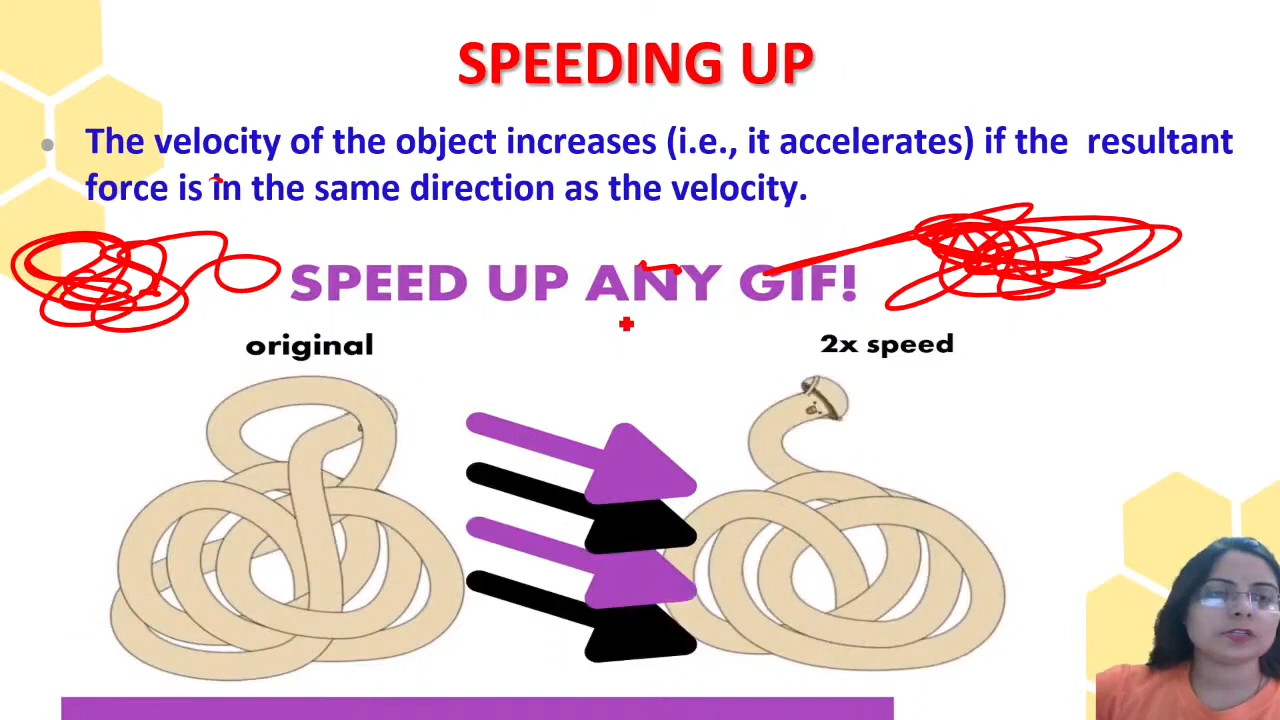 SPEEDING UP
The velocity of the object increases (i.e., it accelerates) if the resultant
force is in the same direction as the velocity.
SPEED UP ANY GIF!
original
2x speed